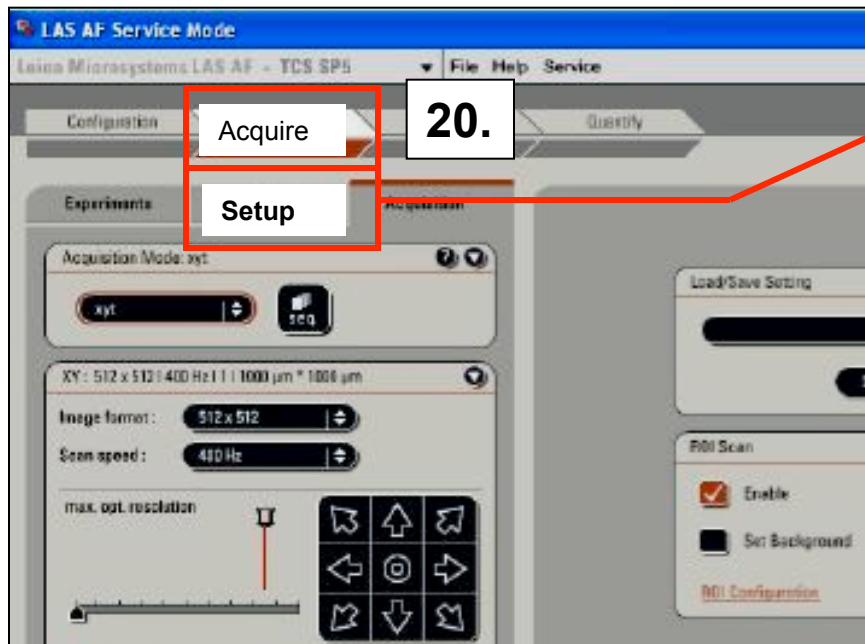 LAS AF Service Mode
Leica Microsystems LAS AF - TCS SP5 File Help Service
Configuration Acquire 20. Quantify
Experiments Setup Acquisition
Acquisition Mode: xyt
xyt seq
Load/Save Setting
XY : 512 x 512 | 400 Hz | 1 | 1000 µm * 1000 µm
Image format : 512 x 512
Scan speed : 400 Hz
ROI Scan
max. opt. resolution
Enable
Set Background
ROI Configuration